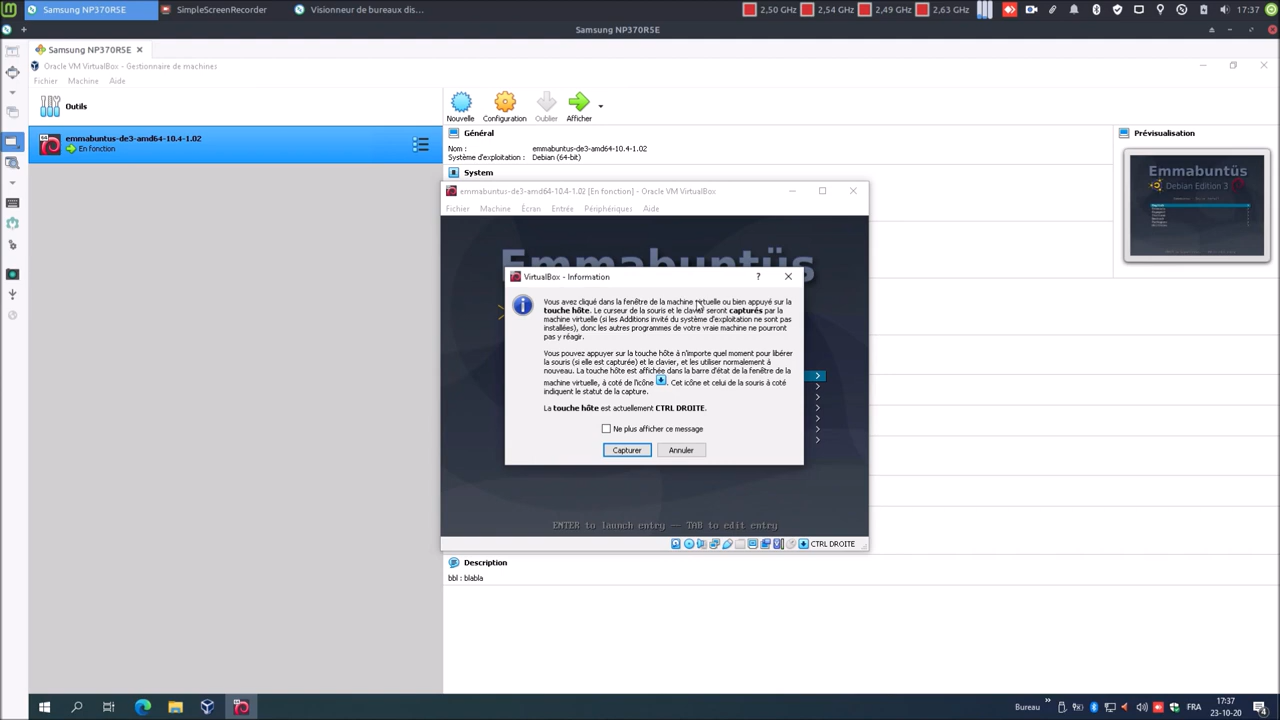 Samsung NP370R5E
SimpleScreenRecorder
Visionneur de bureaux dis...
2,50 GHz
2,54 GHz
2,49 GHz
2,63 GHz
17:37
Samsung NP370R5E
Samsung NP370R5E
Oracle VM VirtualBox - Gestionnaire de machines
Fichier Machine Aide
Outils
Nouvelle Configuration Oublier Afficher
emmabuntus-de3-amd64-10.4-1.02
En fonction
Général
Nom : emmabuntus-de3-amd64-10.4-1.02
Système d'exploitation : Debian (64-bit)
System
Prévisualisation
Emmabuntüs
Debian Edition 3
emmabuntus-de3-amd64-10.4-1.02 [En fonction] - Oracle VM VirtualBox
Fichier Machine Écran Entrée Périphériques Aide
Emmabuntüs
VirtualBox - Information
Vous avez cliqué dans la fenêtre de la machine virtuelle ou bien appuyé sur la
touche hôte. Le curseur de la souris et le clavier seront capturés par la
machine virtuelle (si les Additions invité du système d'exploitation ne sont pas
installées), donc les autres programmes de votre vraie machine ne pourront
pas y réagir.
Vous pouvez appuyer sur la touche hôte à n'importe quel moment pour libérer
la souris (si elle est capturée) et le clavier, et les utiliser normalement à
nouveau. La touche hôte est affichée dans la barre d'état de la fenêtre de la
machine virtuelle, à coté de l'icône . Cet icône et celui de la souris à coté
indiquent le statut de la capture.
La touche hôte est actuellement CTRL DROITE.
Ne plus afficher ce message
Capturer Annuler
ENTER to launch entry -- TAB to edit entry
CTRL DROITE
Description
bbl : blabla
Bureau
FRA
17:37
23-10-20
4